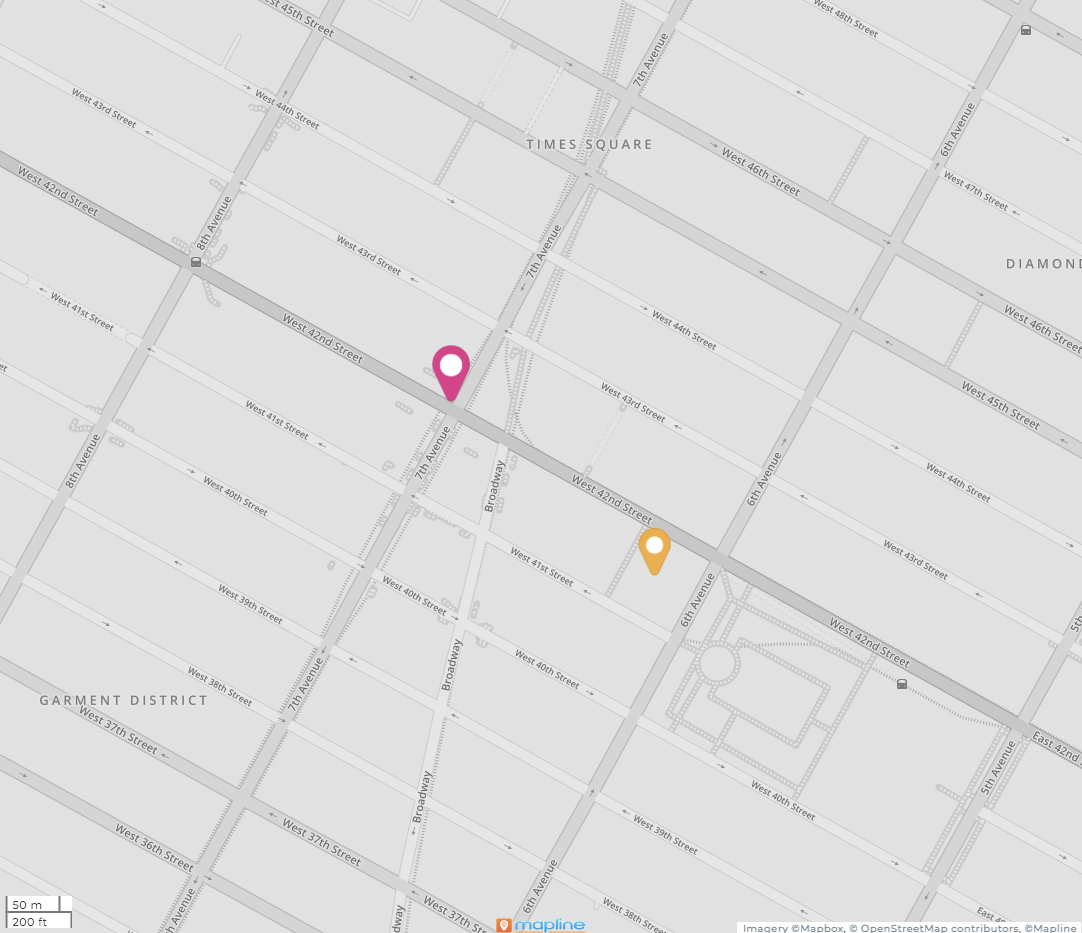 West 45th Street
7th Avenue
West 48th Street
West 43rd Street
West 44th Street
6th Avenue
TIMES SQUARE
West 46th Street
West 47th Street
West 42nd Street
8th Avenue
West 43rd Street
7th Avenue
DIAMOND
West 41st Street
West 42nd Street
West 44th Street
West 46th Street
West 43rd Street
West 45th Street
West 41st Street
8th Avenue
7th Avenue
Broadway
West 42nd Street
6th Avenue
West 44th Street
West 40th Street
West 41st Street
West 43rd Street
West 39th Street
West 40th Street
6th Avenue
West 42nd Street
5th
West 38th Street
7th Avenue
Broadway
West 40th Street
GARMENT DISTRICT
West 37th Street
East 42nd S
5th Avenue
Broadway
West 40th Street
West 36th Street
West 37th Street
West 39th Street
6th Avenue
West 37th
West 38th Street
East 40
Avenue
50 m
200 ft
mapline
Imagery ©Mapbox, © OpenStreetMap contributors, ©Mapline